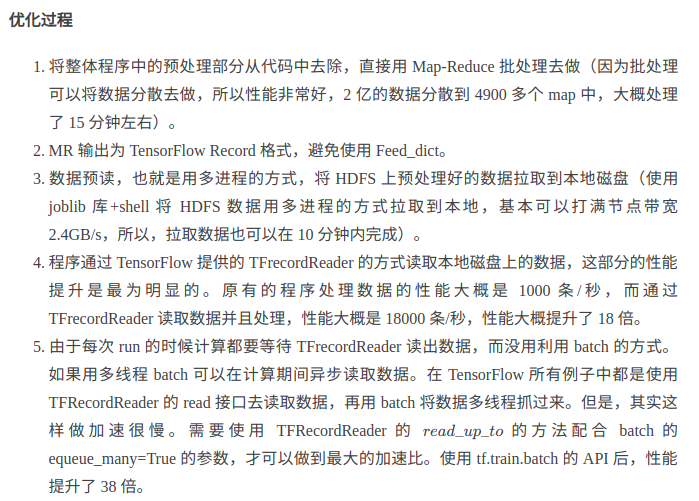 优化过程
1. 将整体程序中的预处理部分从代码中去除，直接用 Map-Reduce 批处理去做（因为批处理
可以将数据分散去做，所以性能非常好，2 亿的数据分散到 4900 多个 map 中，大概处理
了 15 分钟左右）。
2. MR 输出为 TensorFlow Record 格式，避免使用 Feed_dict。
3. 数据预读，也就是用多进程的方式，将 HDFS 上预处理好的数据拉取到本地磁盘（使用
joblib 库+shell 将 HDFS 数据用多进程的方式拉取到本地，基本可以打满节点带宽
2.4GB/s，所以，拉取数据也可以在 10 分钟内完成）。
4. 程序通过 TensorFlow 提供的 TFrecordReader 的方式读取本地磁盘上的数据，这部分的性能
提升是最为明显的。原有的程序处理数据的性能大概是 1000 条/秒，而通过
TFrecordReader 读取数据并且处理，性能大概是 18000 条/秒，性能大概提升了 18 倍。
5. 由于每次 run 的时候计算都要等待 TFrecordReader 读出数据，而没用利用 batch 的方式。
如果用多线程 batch 可以在计算期间异步读取数据。在 TensorFlow 所有例子中都是使用
TFRecordReader 的 read 接口去读取数据，再用 batch 将数据多线程抓过来。但是，其实这
样做加速很慢。需要使用 TFRecordReader 的 read_up_to 的方法配合 batch 的
equeue_many=True 的参数，才可以做到最大的加速比。使用 tf.train.batch 的 API 后，性能
提升了 38 倍。